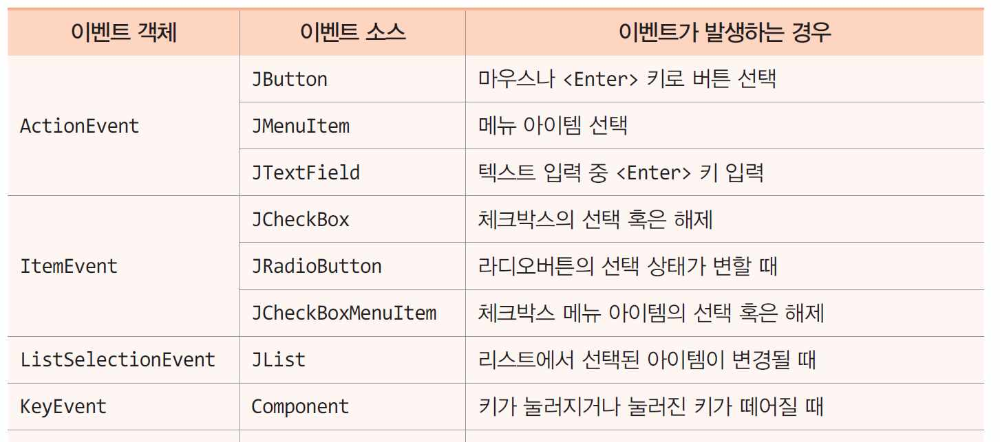 이벤트 객체 이벤트 소스 이벤트가 발생하는 경우
JButton 마우스나 <Enter> 키로 버튼 선택
ActionEvent JMenuItem 메뉴 아이템 선택
JTextField 텍스트 입력 중 <Enter> 키 입력
JCheckBox 체크박스의 선택 혹은 해제
ItemEvent JRadioButton 라디오버튼의 선택 상태가 변할 때
JCheckBoxMenuItem 체크박스 메뉴 아이템의 선택 혹은 해제
ListSelectionEvent JList 리스트에서 선택된 아이템이 변경될 때
KeyEvent Component 키가 눌러지거나 눌러진 키가 떼어질 때